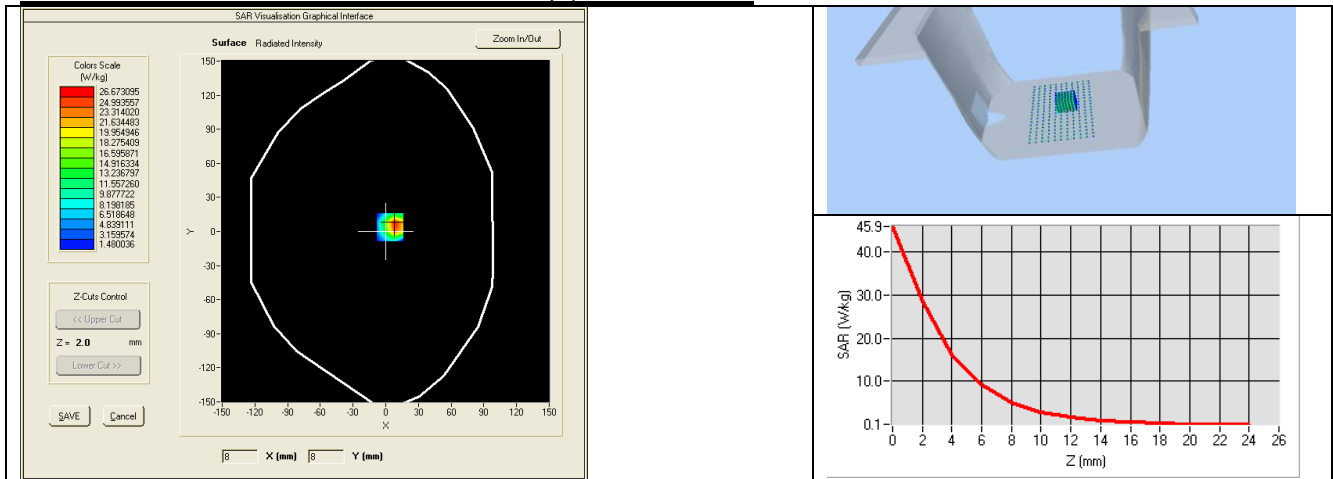 SAR Visualisation Graphical Interface
Surface Radiated Intensity
Zoom In/Out
Colors Scale
(W/kg)
26.673095
24.993557
23.314020
21.634483
19.954946
18.275409
16.595871
14.916334
13.236797
11.557260
9.877722
8.198185
6.518648
4.839111
3.159574
1.480036
Z-Cuts Control
<< Upper Cut
Z = 2.0 mm
Lower Cut >>
SAVE Cancel
150
120
90
60
30
0
-30
-60
-90
-120
-150
Y
-150 -120 -90 -60 -30 0 30 60 90 120 150
X
8 X (mm) 8 Y (mm)
45.9
40.0
30.0
20.0
10.0
0.1
SAR (W/kg)
0 2 4 6 8 10 12 14 16 18 20 22 24 26
Z (mm)